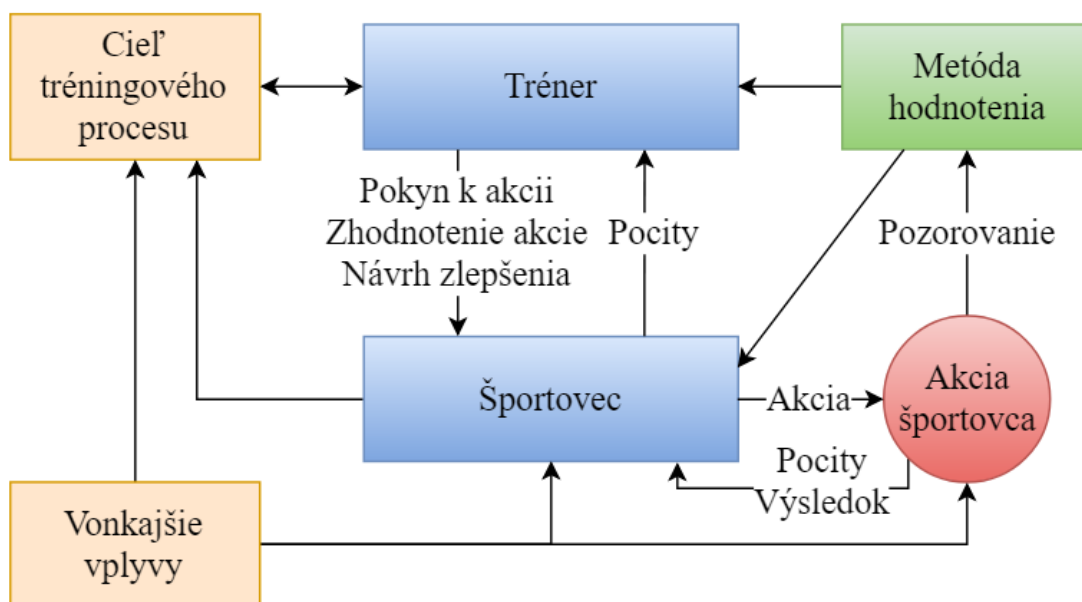 Cieľ
tréningového
procesu
Tréner
Metóda
hodnotenia
Pokyn k akcii
Zhodnotenie akcie
Návrh zlepšenia
Pocity
Pozorovanie
Športovec
Akcia
Akcia
športovca
Pocity
Výsledok
Vonkajšie
vplyvy